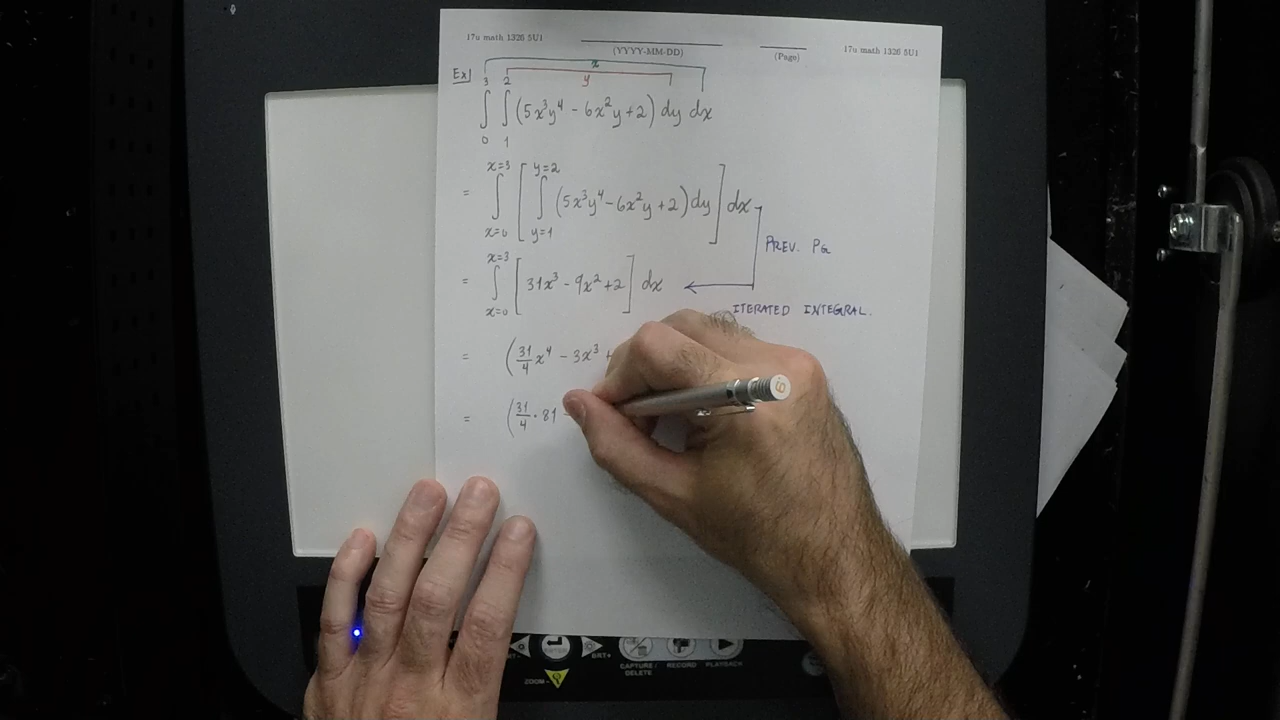 17u math 1326 5U1
(YYYY-MM-DD)
(Page)
17u math 1326 5U1
x
y
Ex|
3 2
∫ ∫ (5x³y⁴ - 6x²y + 2) dy dx
0 1
x=3 y=2
= ∫ [ ∫ (5x³y⁴ - 6x²y + 2) dy ] dx
x=0 y=1
PREV. PG
x=3
= ∫ [ 31x³ - 9x² + 2 ] dx
x=0
ITERATED INTEGRAL.
= (31/4 x⁴ - 3x³ +
= (31/4 · 81 -
6
BRT+
ZOOM-
CAPTURE /
DELETE
RECORD
PLAYBACK